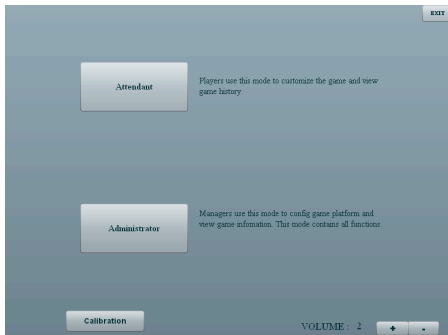 EXIT
Attendant
Players use this mode to customize the game and view
game history
Administrator
Managers use this mode to config game platform and
view game infomation. This mode contains all functions
Calibration
VOLUME : 2
+ -